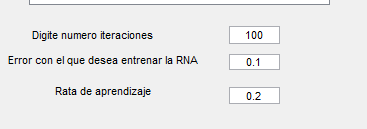 Digite numero iteraciones 100
Error con el que desea entrenar la RNA 0.1
Rata de aprendizaje 0.2